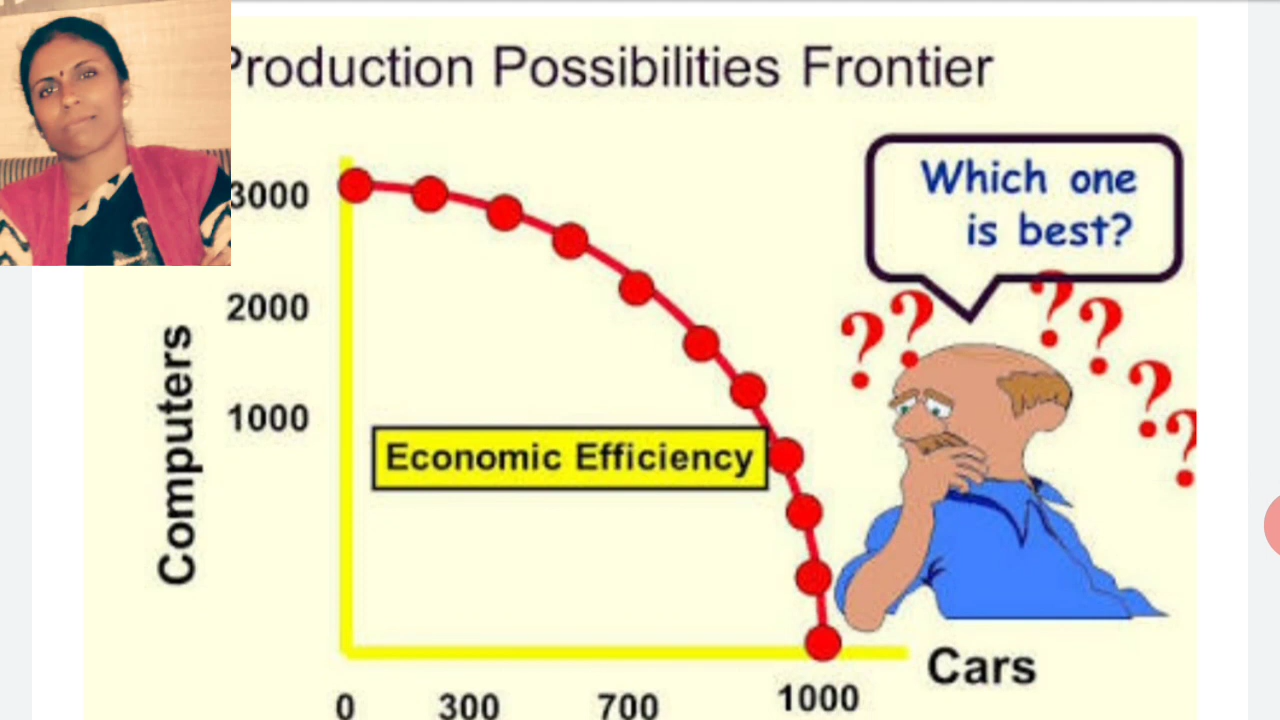 Production Possibilities Frontier
Which one
is best?
3000
2000
1000
Computers
Economic Efficiency
Cars
0 300 700 1000
? ? ? ? ? ?